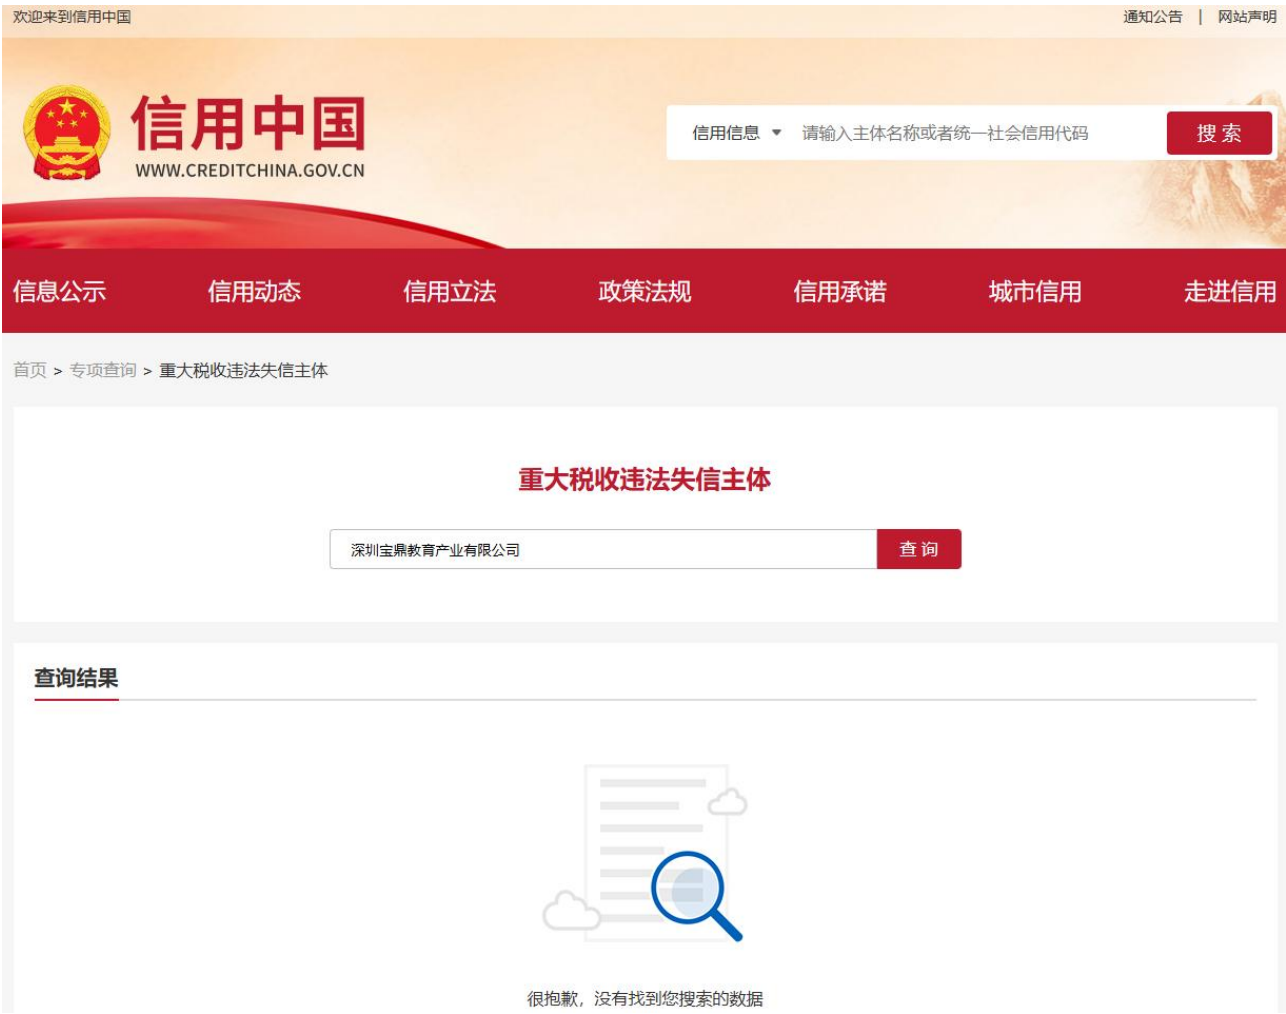 欢迎来到信用中国
通知公告 | 网站声明
信用中国
WWW.CREDITCHINA.GOV.CN
信用信息 请输入主体名称或者统一社会信用代码 搜索
信息公示 信用动态 信用立法 政策法规 信用承诺 城市信用 走进信用
首页 > 专项查询 > 重大税收违法失信主体
重大税收违法失信主体
深圳宝鼎教育产业有限公司 查询
查询结果
很抱歉，没有找到您搜索的数据